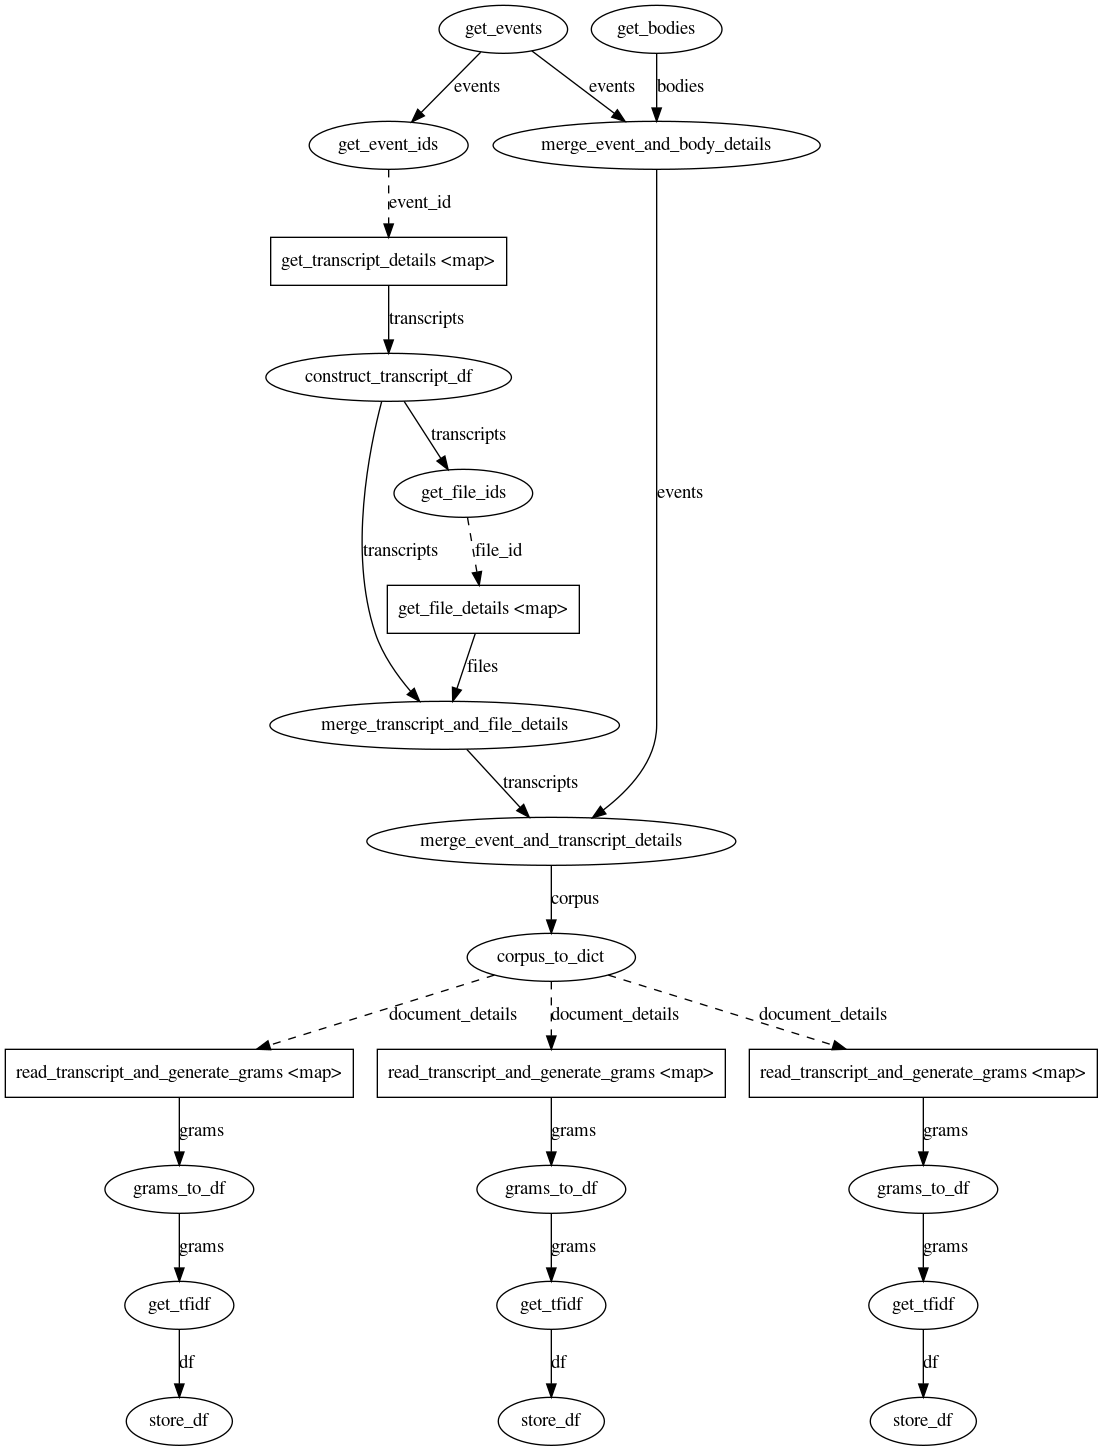 get_events
get_bodies
events
events
bodies
get_event_ids
merge_event_and_body_details
event_id
get_transcript_details <map>
transcripts
construct_transcript_df
transcripts
get_file_ids
events
transcripts
file_id
get_file_details <map>
files
merge_transcript_and_file_details
transcripts
merge_event_and_transcript_details
corpus
corpus_to_dict
document_details
document_details
document_details
read_transcript_and_generate_grams <map>
read_transcript_and_generate_grams <map>
read_transcript_and_generate_grams <map>
grams
grams
grams
grams_to_df
grams_to_df
grams_to_df
grams
grams
grams
get_tfidf
get_tfidf
get_tfidf
df
df
df
store_df
store_df
store_df